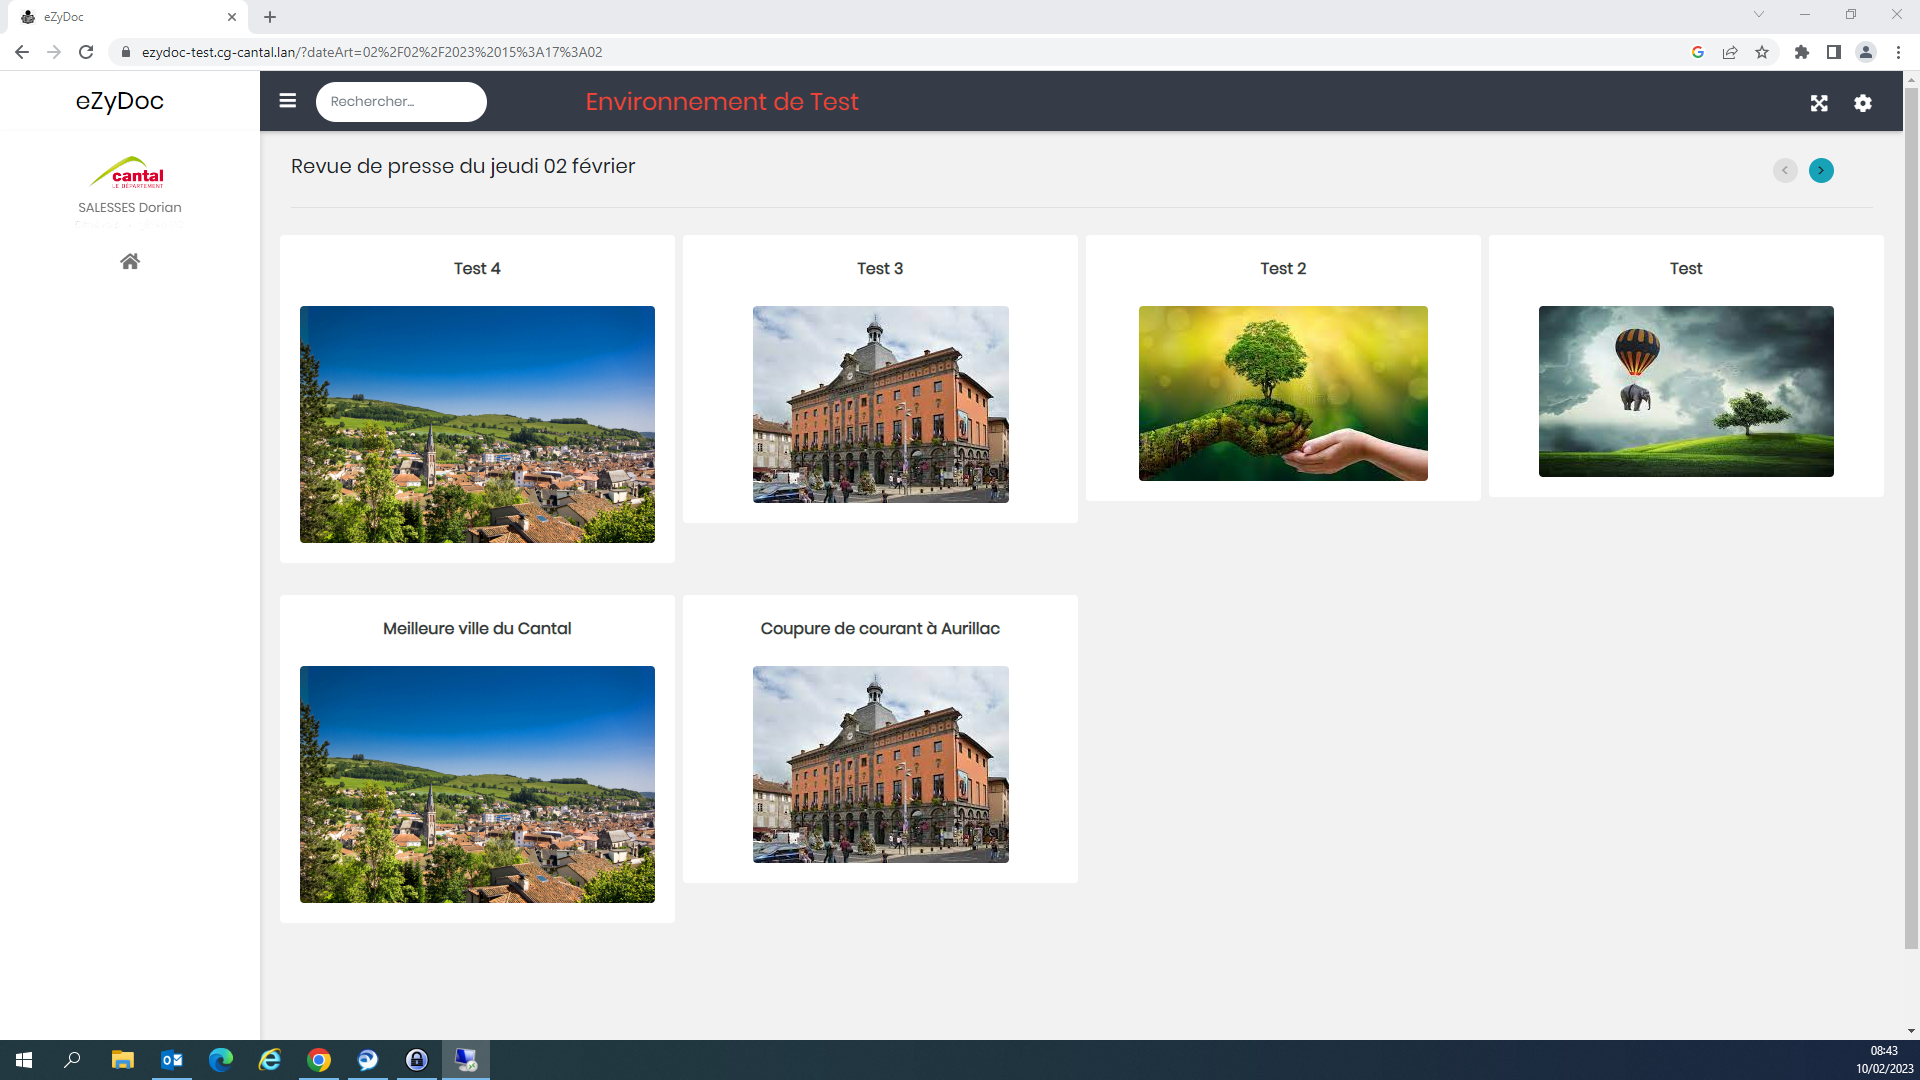 eZyDoc
ezydoc-test.cg-cantal.lan/?dateArt=02%2F02%2F2023%2015%3A17%3A02
eZyDoc
Rechercher...
Environnement de Test
cantal
LE DÉPARTEMENT
SALESSES Dorian
Revue de presse du jeudi 02 février
Test 4
Test 3
Test 2
Test
Meilleure ville du Cantal
Coupure de courant à Aurillac
08:43
10/02/2023